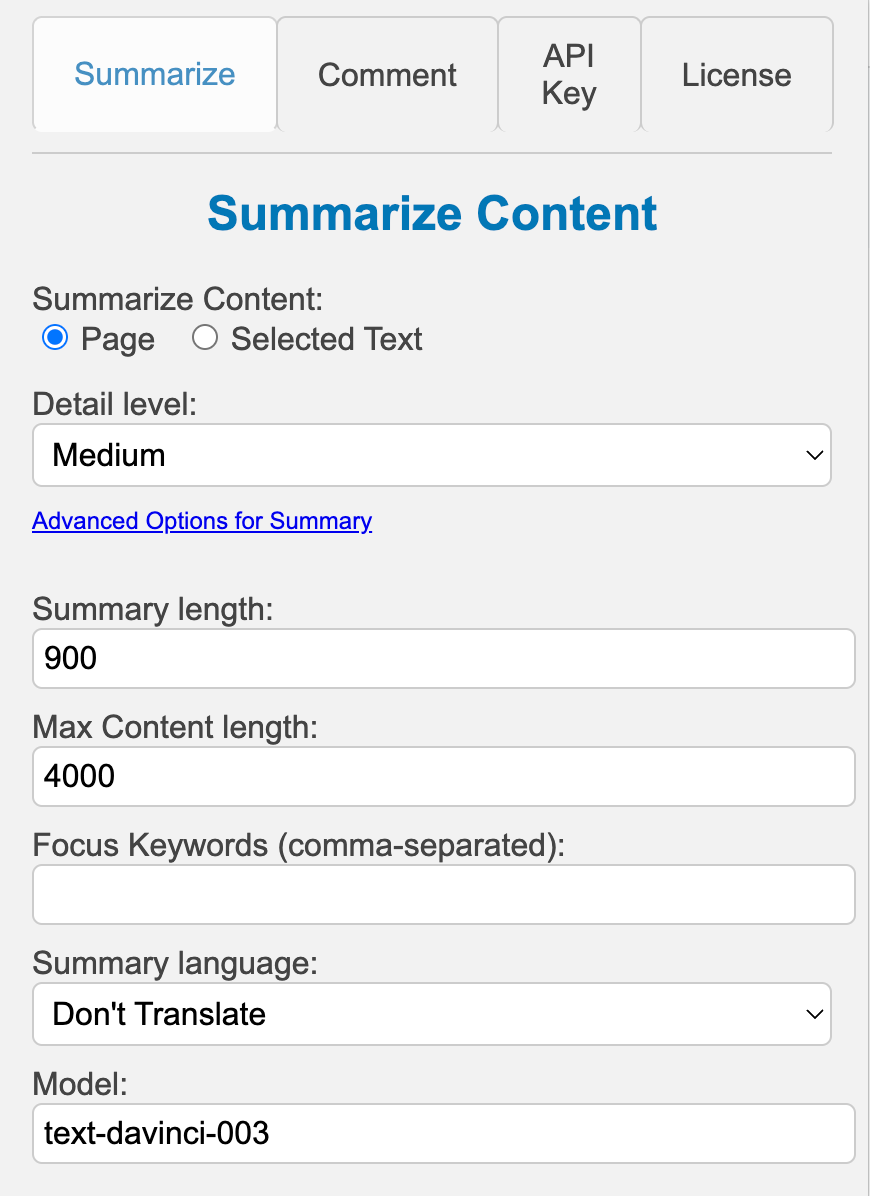 Summarize
Comment
API
Key
License
Summarize Content
Summarize Content:
Page
Selected Text
Detail level:
Medium
Advanced Options for Summary
Summary length:
900
Max Content length:
4000
Focus Keywords (comma-separated):
Summary language:
Don't Translate
Model:
text-davinci-003